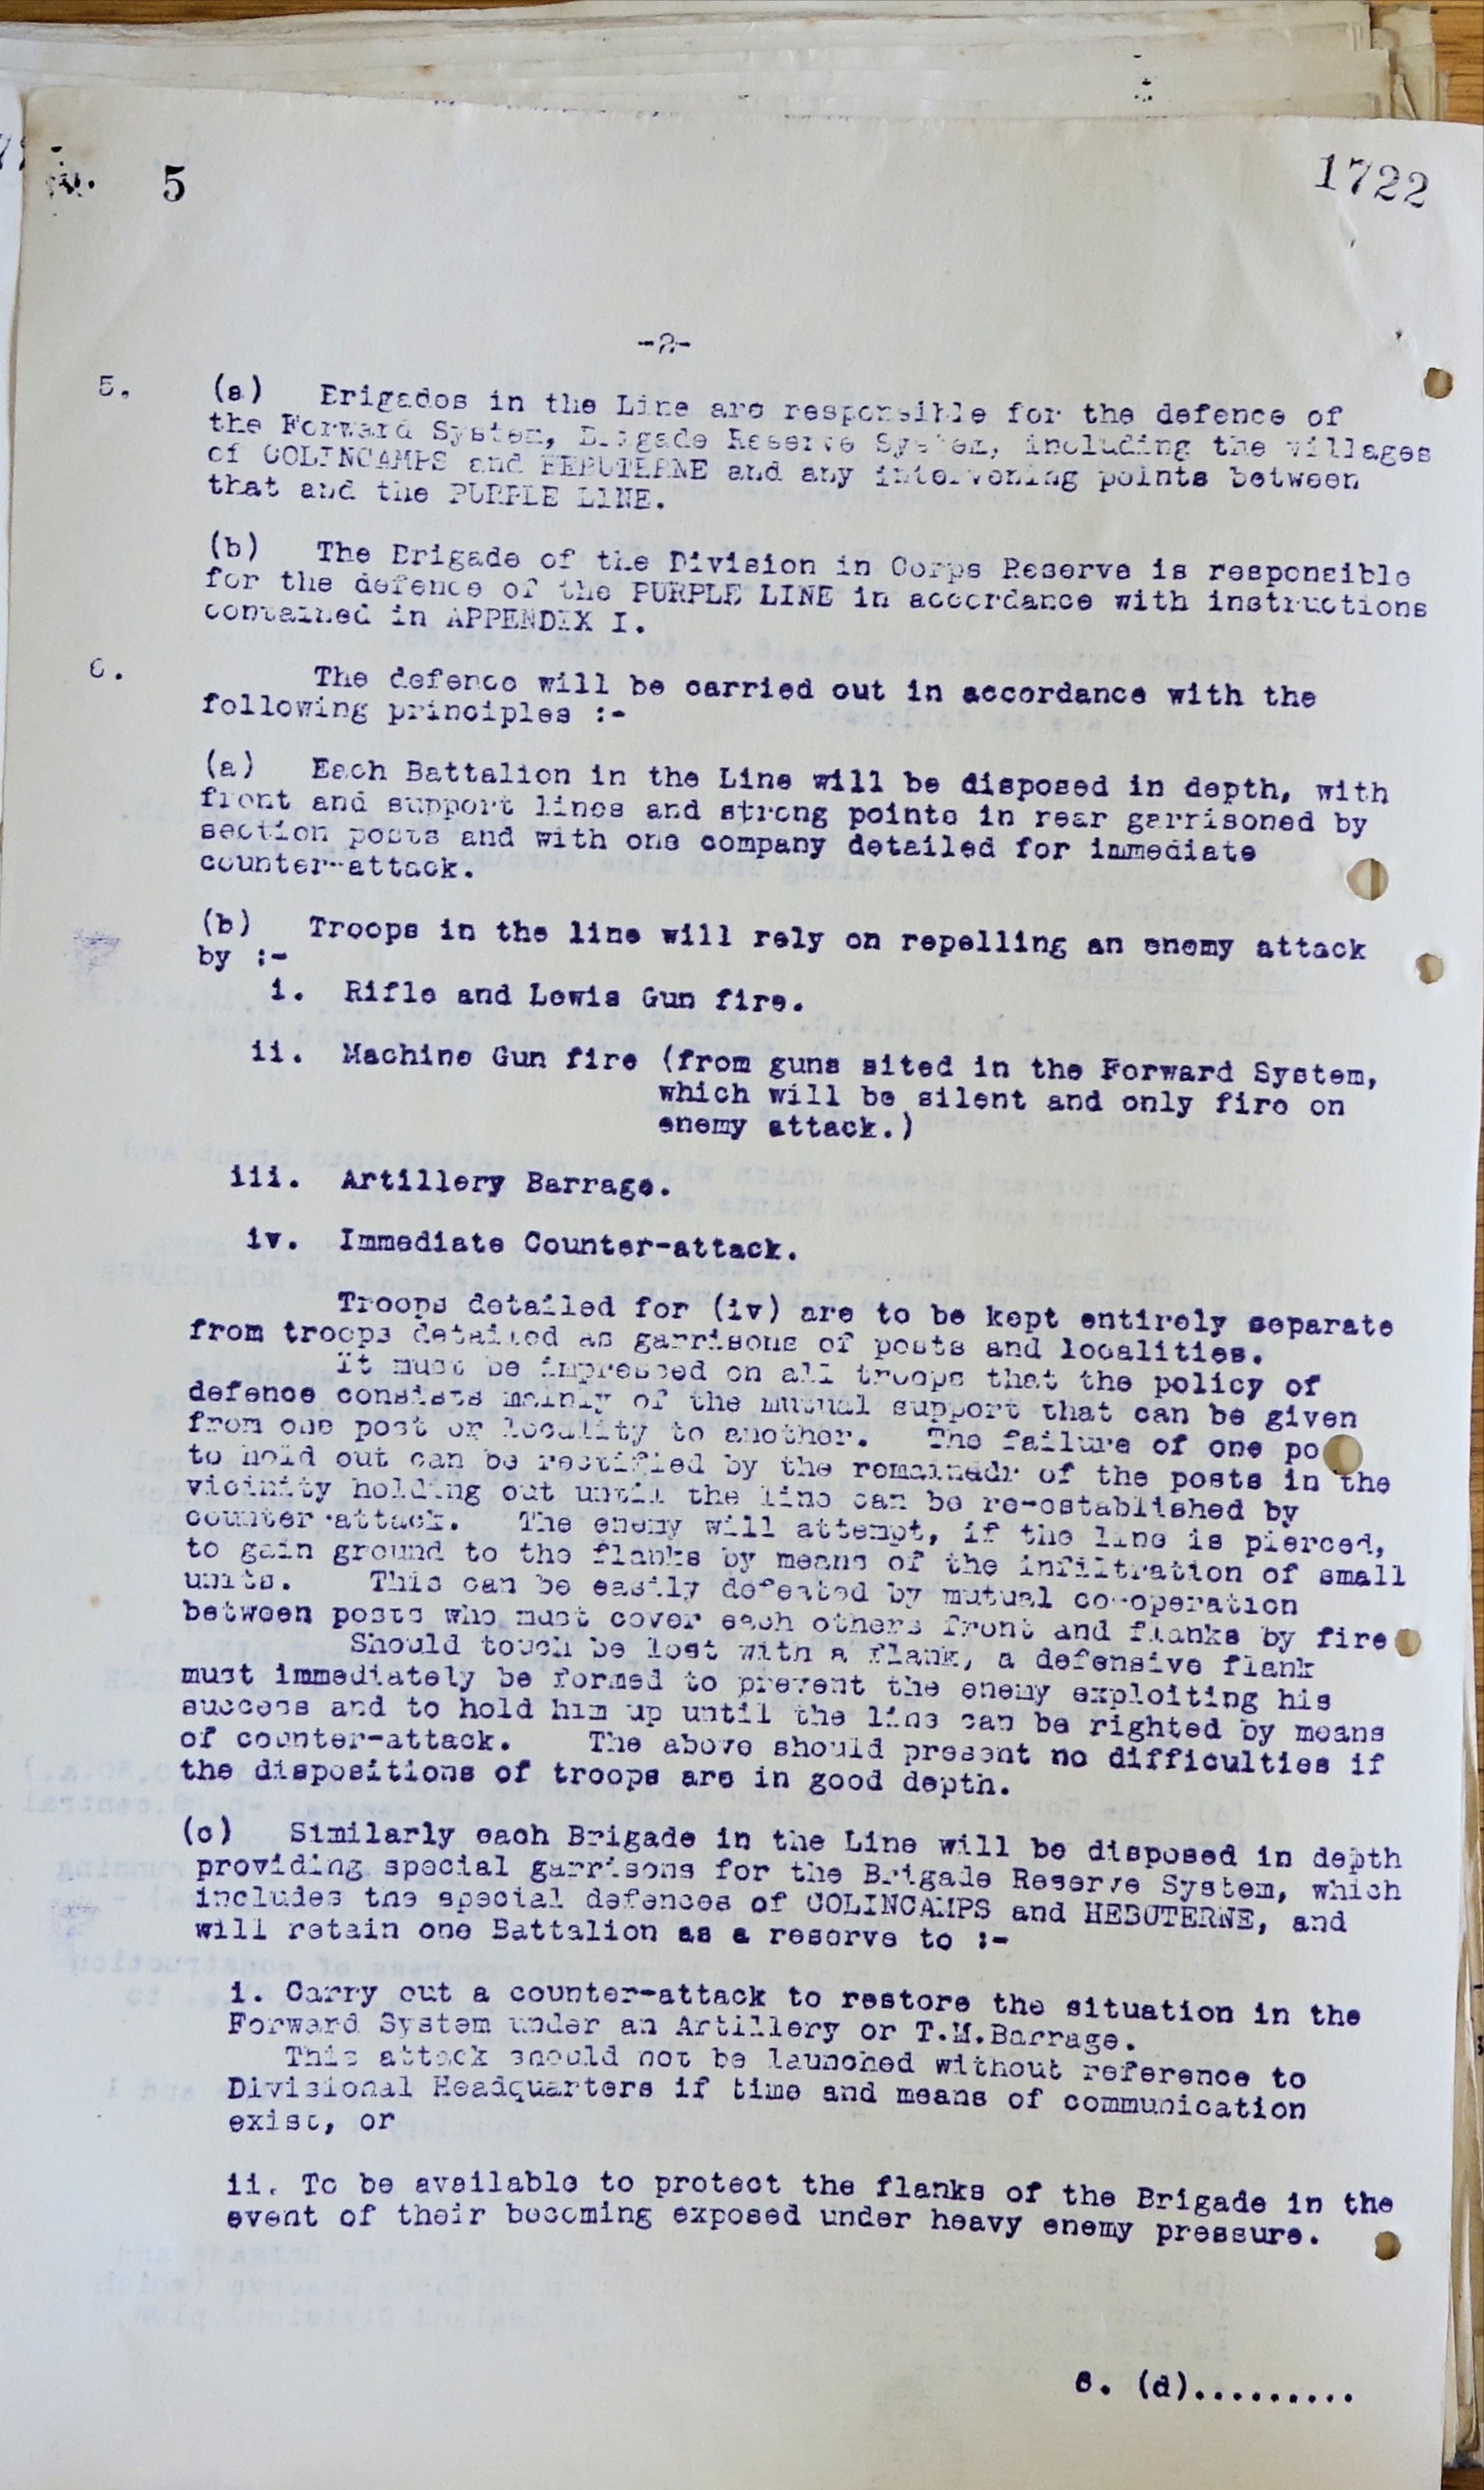 5
1722
-2-
5. (a) Brigades in the Line are responsible for the defence of
the Forward System, Brigade Reserve System, including the villages
of COLINCAMPS and HEBUTERNE and any intervening points between
that and the PURPLE LINE.
(b) The Brigade of the Division in Corps Reserve is responsible
for the defence of the PURPLE LINE in accordance with instructions
contained in APPENDIX I.
6. The defence will be carried out in accordance with the
following principles :-
(a) Each Battalion in the Line will be disposed in depth, with
front and support lines and strong points in rear garrisoned by
section posts and with one company detailed for immediate
counter-attack.
(b) Troops in the line will rely on repelling an enemy attack
by :-
i. Rifle and Lewis Gun fire.
ii. Machine Gun fire (from guns sited in the Forward System,
which will be silent and only fire on
enemy attack.)
iii. Artillery Barrage.
iv. Immediate Counter-attack.
Troops detailed for (iv) are to be kept entirely separate
from troops detailed as garrisons of posts and localities.
It must be impressed on all troops that the policy of
defence consists mainly of the mutual support that can be given
from one post or locality to another. The failure of one po
to hold out can be rectified by the remainedr of the posts in the
vicinity holding out until the line can be re-established by
counter-attack. The enemy will attempt, if the line is pierced,
to gain ground to the flanks by means of the infiltration of small
units. This can be easily defeated by mutual co-operation
between posts who must cover each others front and flanks by fire
Should touch be lost with a flank, a defensive flank
must immediately be formed to prevent the enemy exploiting his
success and to hold him up until the line can be righted by means
of counter-attack. The above should present no difficulties if
the dispositions of troops are in good depth.
(c) Similarly each Brigade in the Line will be disposed in depth
providing special garrisons for the Brigade Reserve System, which
includes the special defences of COLINCAMPS and HEBUTERNE, and
will retain one Battalion as a reserve to :-
i. Carry out a counter-attack to restore the situation in the
Forward System under an Artillery or T.M.Barrage.
This attack should not be launched without reference to
Divisional Headquarters if time and means of communication
exist, or
ii. To be available to protect the flanks of the Brigade in the
event of their becoming exposed under heavy enemy pressure.
6. (d).........